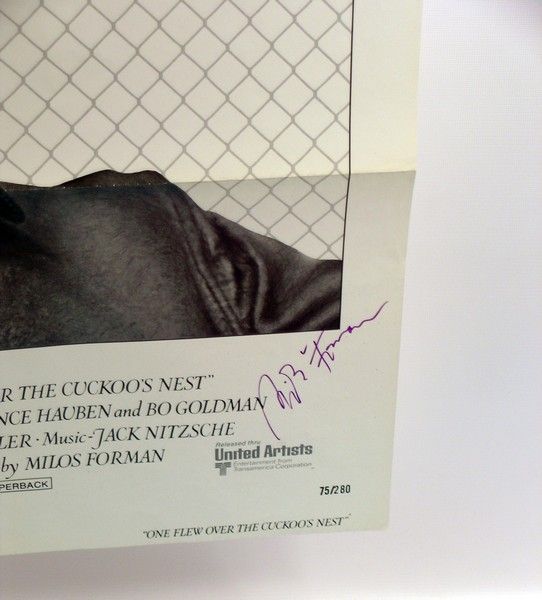 R THE CUCKOO'S NEST"
NCE HAUBEN and BO GOLDMAN
LER · Music-JACK NITZSCHE
by MILOS FORMAN
PERBACK
Released thru
United Artists
Entertainment from
Transamerica Corporation
Forman
75/280
"ONE FLEW OVER THE CUCKOO'S NEST"